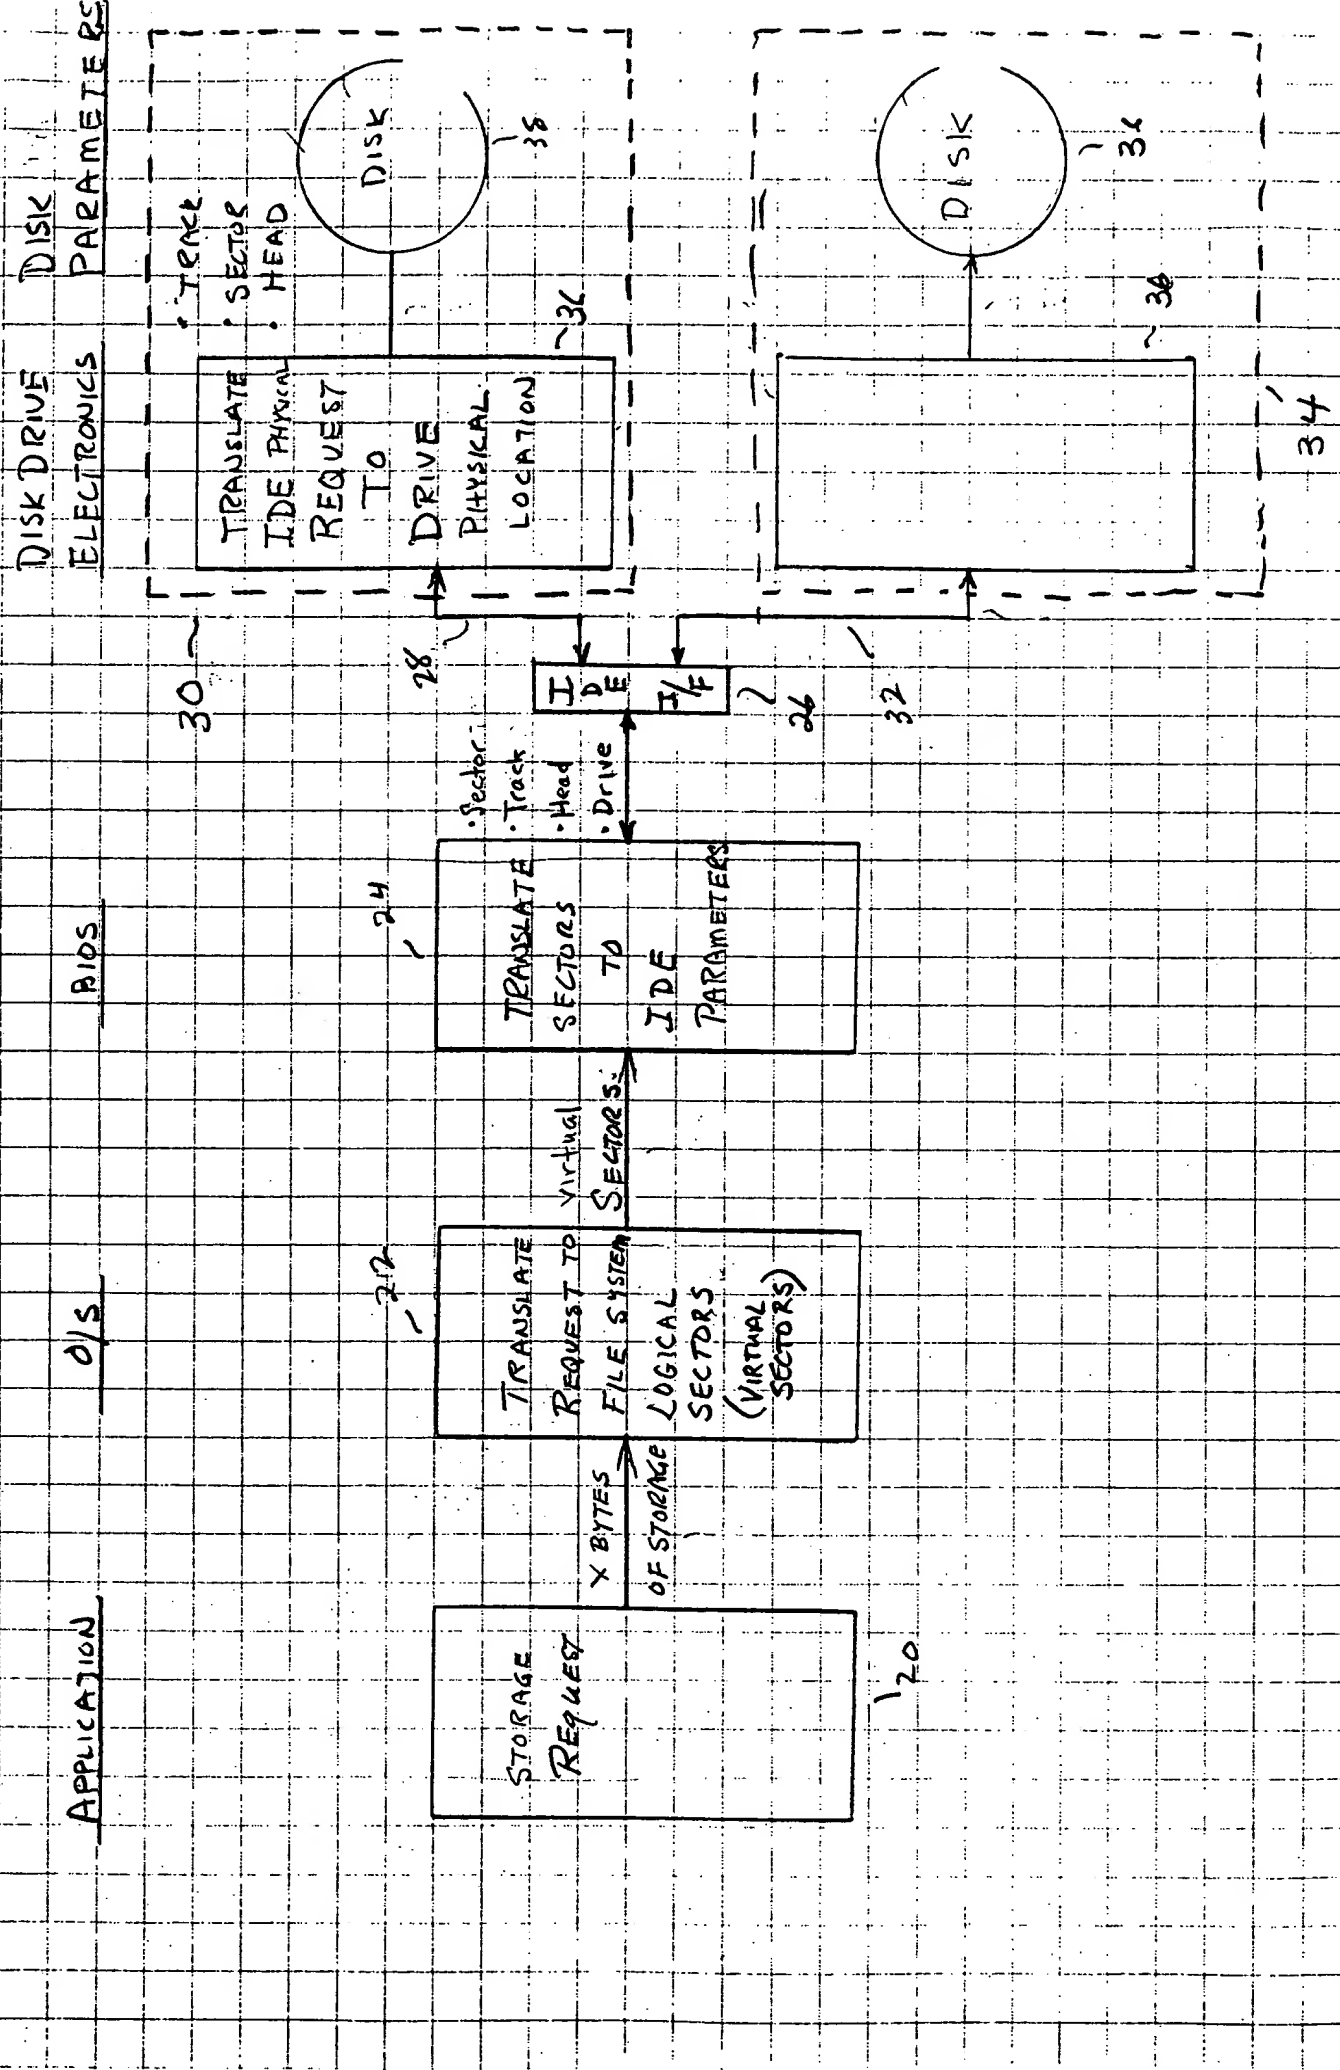 APPLICATION
O/S
BIOS
DISK DRIVE
ELECTRONICS
DISK
PARAMETERS
STORAGE
REQUEST
20
X BYTES
OF STORAGE
TRANSLATE
REQUEST TO
FILE SYSTEM
LOGICAL
SECTORS
(VIRTUAL
SECTORS)
Virtual
SECTORS
24
TRANSLATE
SECTORS
TO
IDE
PARAMETERS
• Sector
• Track
• Head
• Drive
IDE
I/F
26
28
32
30
TRANSLATE
IDE PHYSICAL
REQUEST
TO
DRIVE
PHYSICAL
LOCATION
36
• TRACK
• SECTOR
• HEAD
DISK
38
36
DISK
34